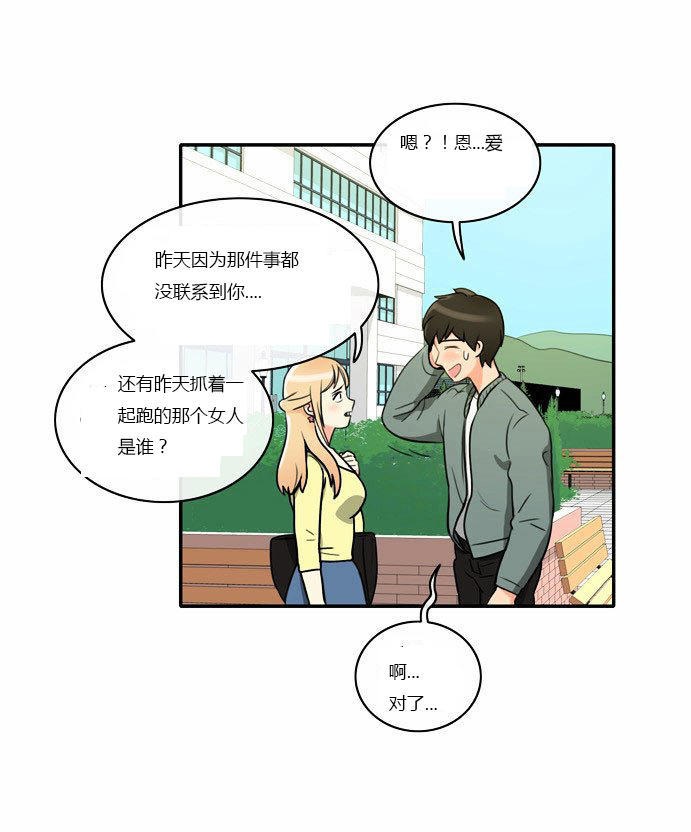 嗯？！恩...爱
昨天因为那件事都
没联系到你....
还有昨天抓着一
起跑的那个女人
是谁？
啊...
对了...